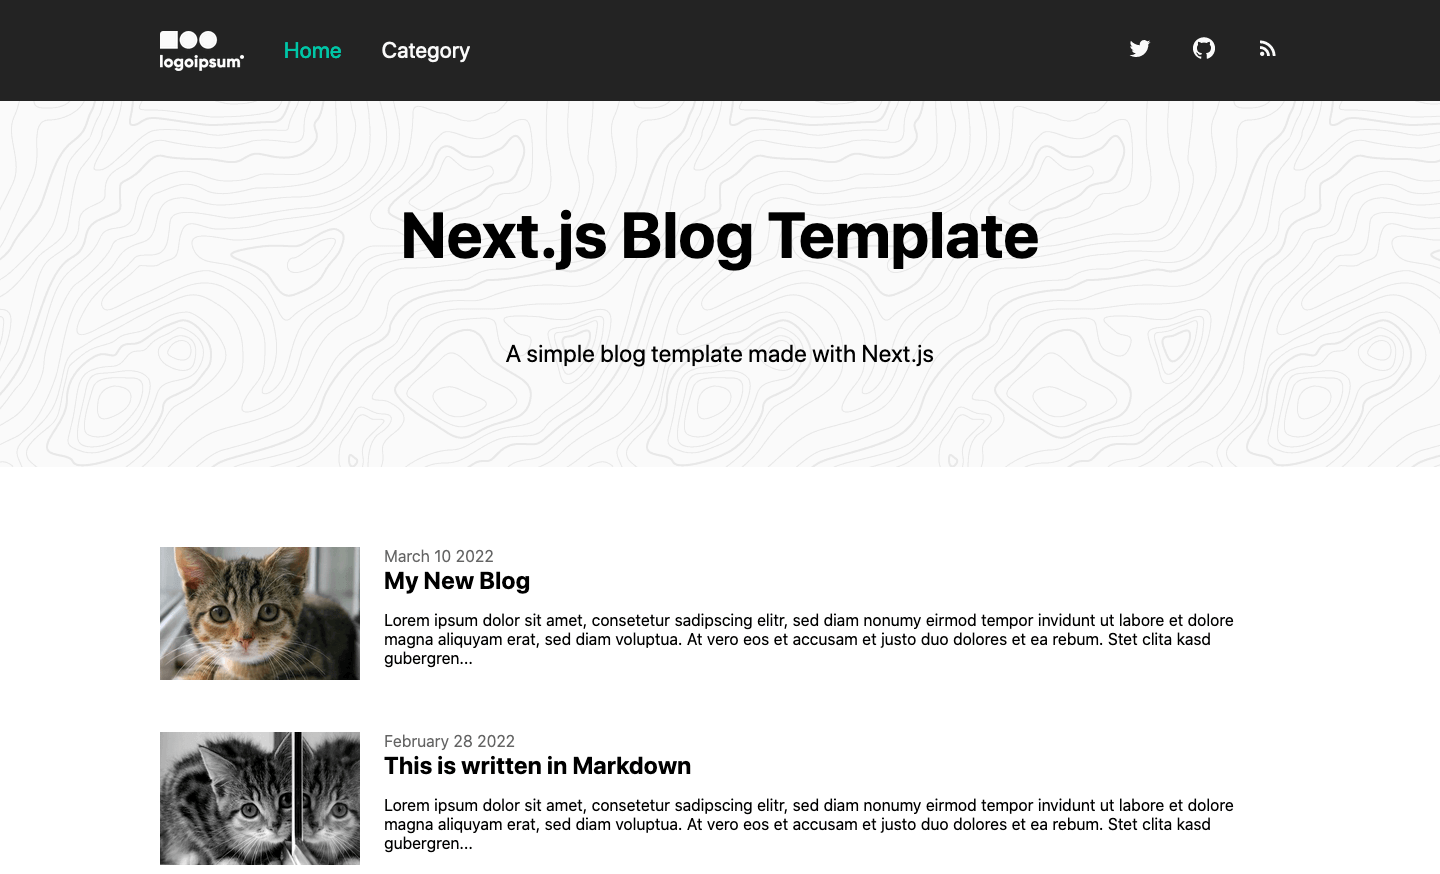 logoipsum
Home
Category
Next.js Blog Template
A simple blog template made with Next.js
March 10 2022
My New Blog
Lorem ipsum dolor sit amet, consetetur sadipscing elitr, sed diam nonumy eirmod tempor invidunt ut labore et dolore
magna aliquyam erat, sed diam voluptua. At vero eos et accusam et justo duo dolores et ea rebum. Stet clita kasd
gubergren...
February 28 2022
This is written in Markdown
Lorem ipsum dolor sit amet, consetetur sadipscing elitr, sed diam nonumy eirmod tempor invidunt ut labore et dolore
magna aliquyam erat, sed diam voluptua. At vero eos et accusam et justo duo dolores et ea rebum. Stet clita kasd
gubergren...